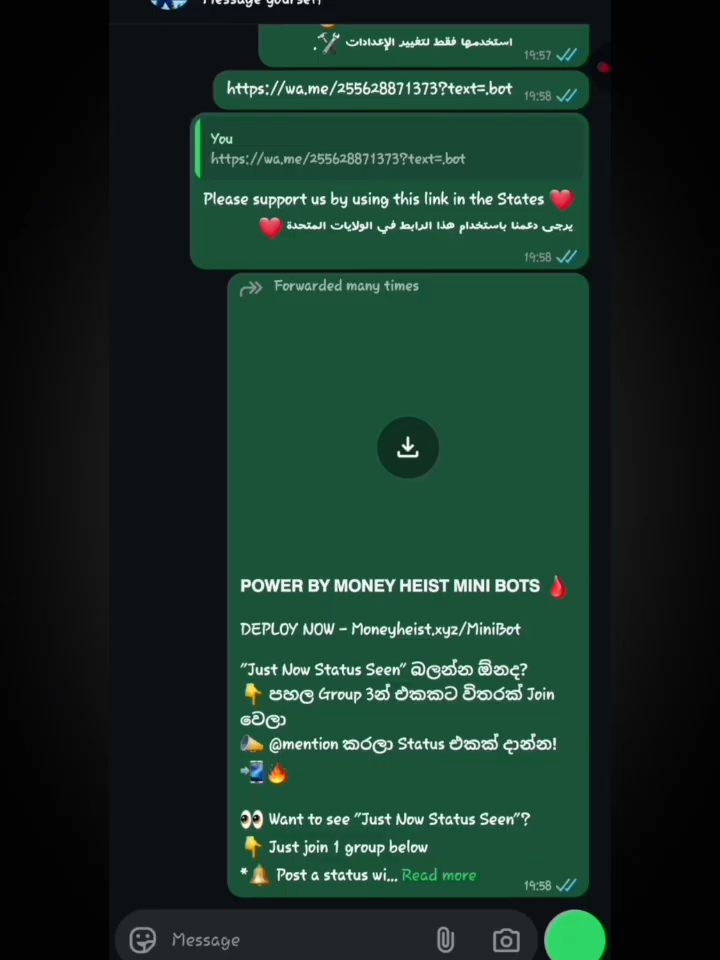 Message yourself
استخدمها فقط لتغيير الإعدادات 🛠️.
19:57
https://wa.me/255628871373?text=.bot
19:58
You
https://wa.me/255628871373?text=.bot
Please support us by using this link in the States ❤️
يرجى دعمنا باستخدام هذا الرابط في الولايات المتحدة ❤️
19:58
Forwarded many times
POWER BY MONEY HEIST MINI BOTS 🩸
DEPLOY NOW - Moneyheist.xyz/MiniBot
"Just Now Status Seen" බලන්න ඕනද?
👇 පහල Group 3න් එකකට විතරක් Join
වෙලා
📣 @mention කරලා Status එකක් දාන්න!
📲🔥
👀 Want to see "Just Now Status Seen"?
👇 Just join 1 group below
*🔔 Post a status wi... Read more
19:58
Message